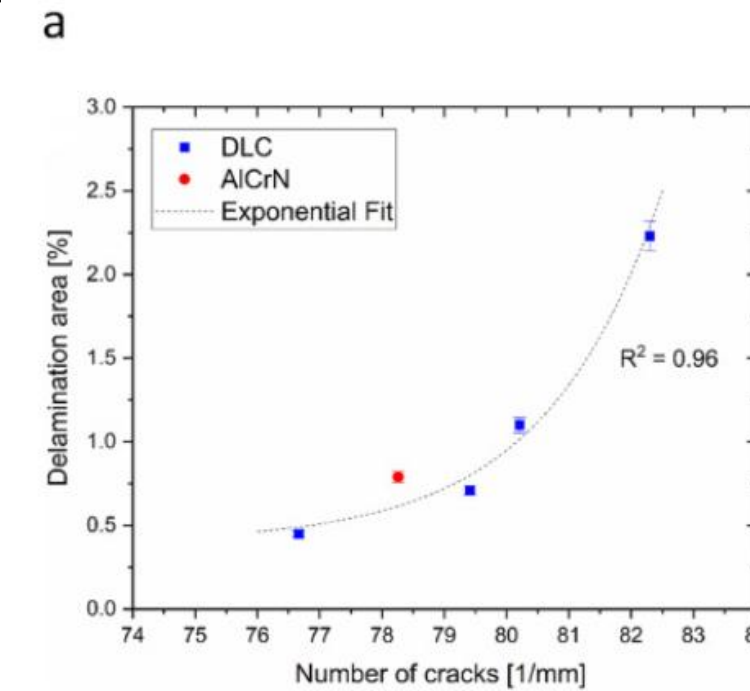 a
3.0
2.5
2.0
1.5
1.0
0.5
0.0
Delamination area [%]
DLC
AlCrN
Exponential Fit
R² = 0.96
74 75 76 77 78 79 80 81 82 83
Number of cracks [1/mm]